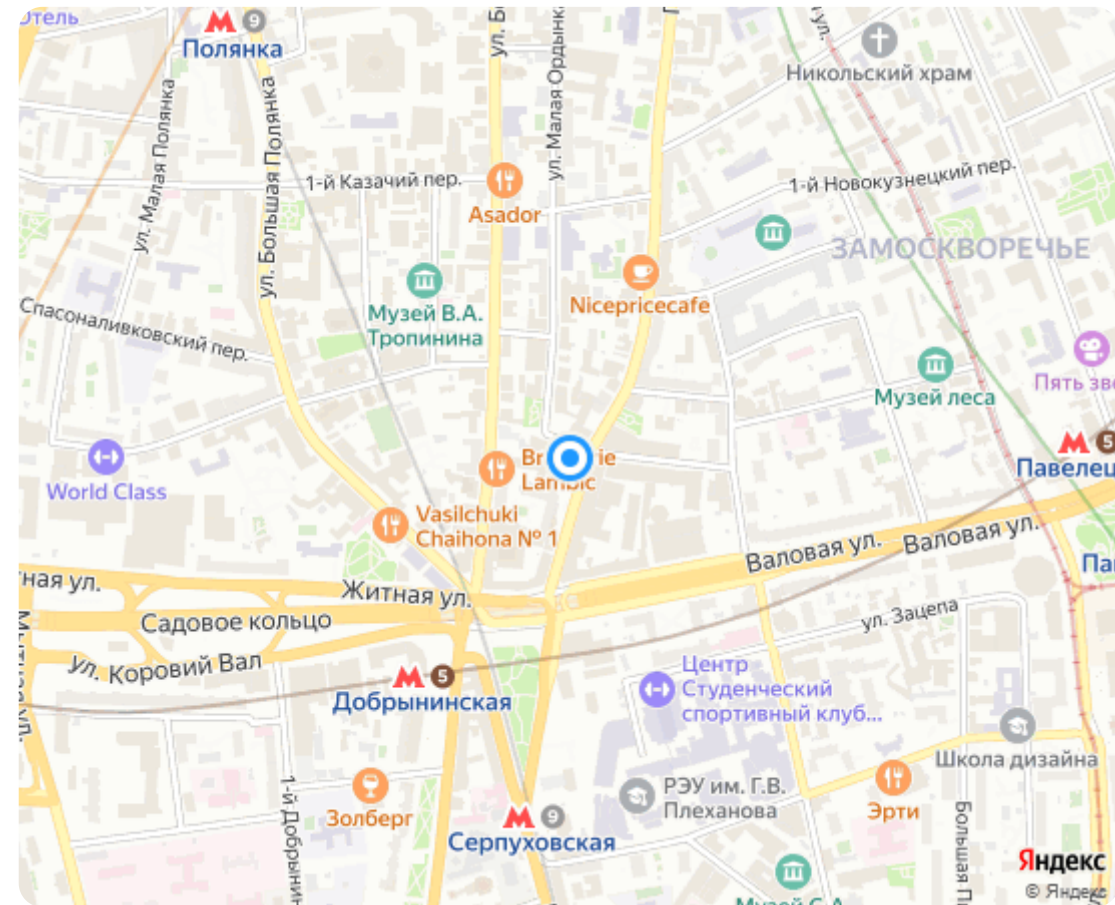 Отель
9
Полянка
ул. Малая Полянка
ул. Большая Полянка
ул. Малая Ордынка
Никольский храм
1-й Казачий пер.
Asador
1-й Новокузнецкий пер.
ЗАМОСКВОРЕЧЬЕ
Музей В.А.
Тропинина
Nicepricecafe
Спасоналивковский пер.
Музей леса
Пять зве
5
Павелец
World Class
Lambic
Vasilchuki
Chaihona № 1
Валовая ул.
Валовая ул.
Житная ул.
Садовое кольцо
ул. Коровий Вал
ул. Зацепа
5
Добрынинская
Центр
Студенческий
спортивный клуб...
Школа дизайна
РЭУ им. Г.В.
Плеханова
Эрти
Золберг
1-й Добрынин
9
Серпуховская
Большая П
Яндекс
© Яндекс